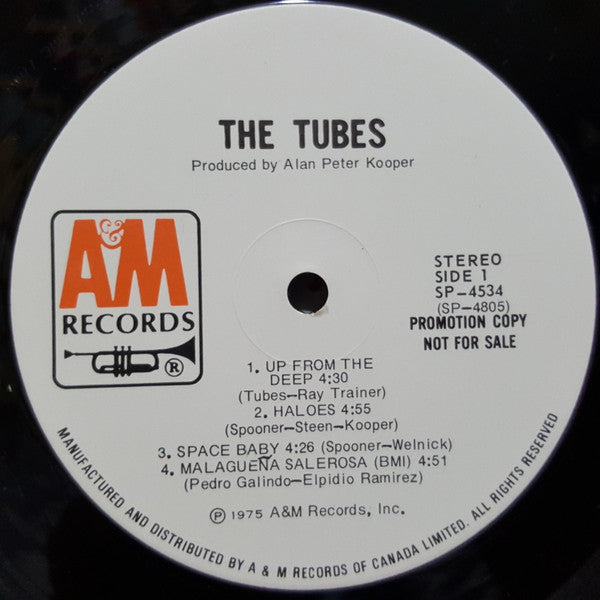 THE TUBES
Produced by Alan Peter Kooper
A&M
RECORDS
®
STEREO
SIDE 1
SP-4534
(SP-4805)
PROMOTION COPY
NOT FOR SALE
1. UP FROM THE
DEEP 4:30
(Tubes-Ray Trainer)
2. HALOES 4:55
(Spooner-Steen-Kooper)
3. SPACE BABY 4:26 (Spooner-Welnick)
4. MALAGUEÑA SALEROSA (BMI) 4:51
(Pedro Galindo-Elpidio Ramirez)
℗ 1975 A&M Records, Inc.
MANUFACTURED AND DISTRIBUTED BY A & M RECORDS OF CANADA LIMITED. ALL RIGHTS RESERVED